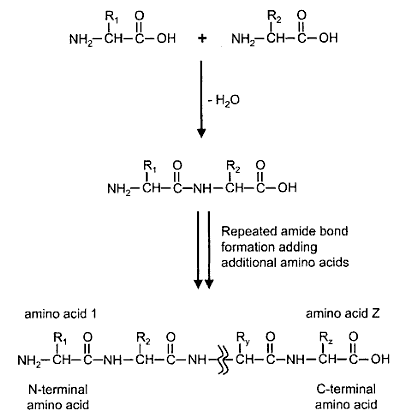 R1 O R2 O
NH2–CH–C–OH + NH2–CH–C–OH
- H2O
R1 O R2 O
NH2–CH–C–NH–CH–C–OH
Repeated amide bond
formation adding
additional amino acids
amino acid 1 amino acid Z
R1 O R2 O Ry O Rz O
NH2–CH–C–NH–CH–C–NH CH–C–NH–CH–C–OH
N-terminal C-terminal
amino acid amino acid